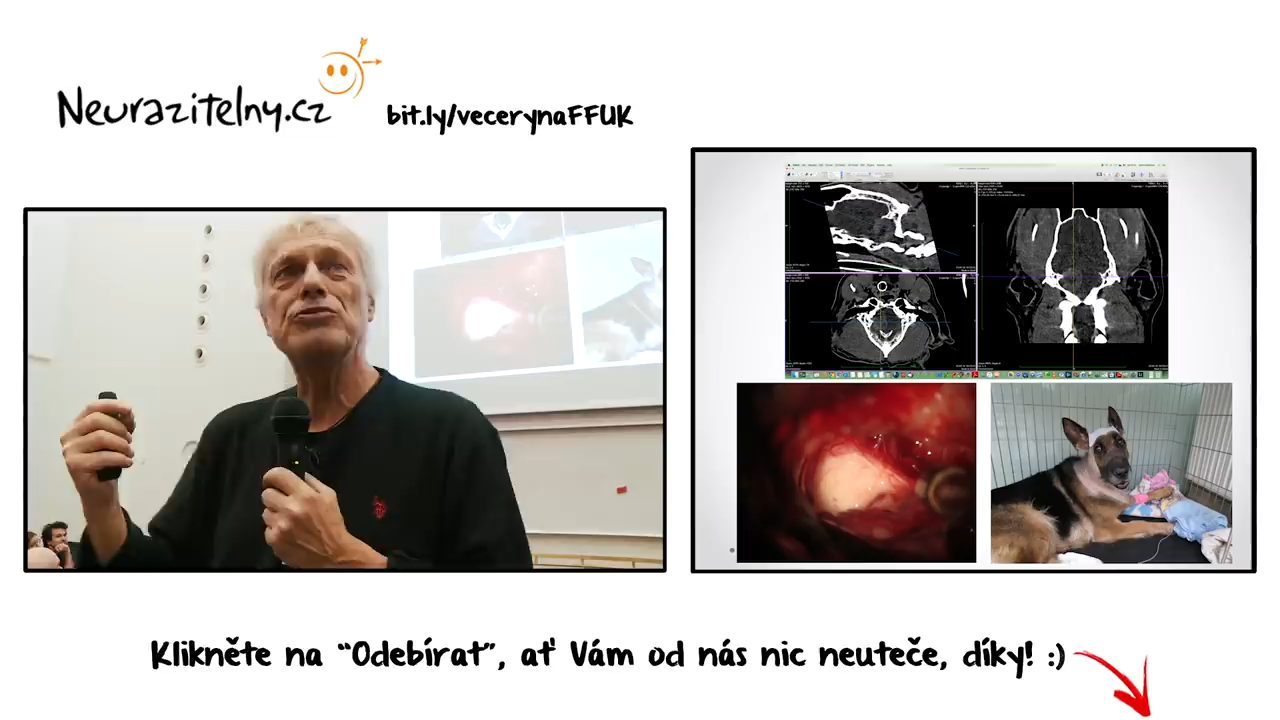 Neurazitelny.cz
bit.ly/vecerynaFFUK
Klikněte na “Odebírat”, ať Vám od nás nic neuteče, díky! :)